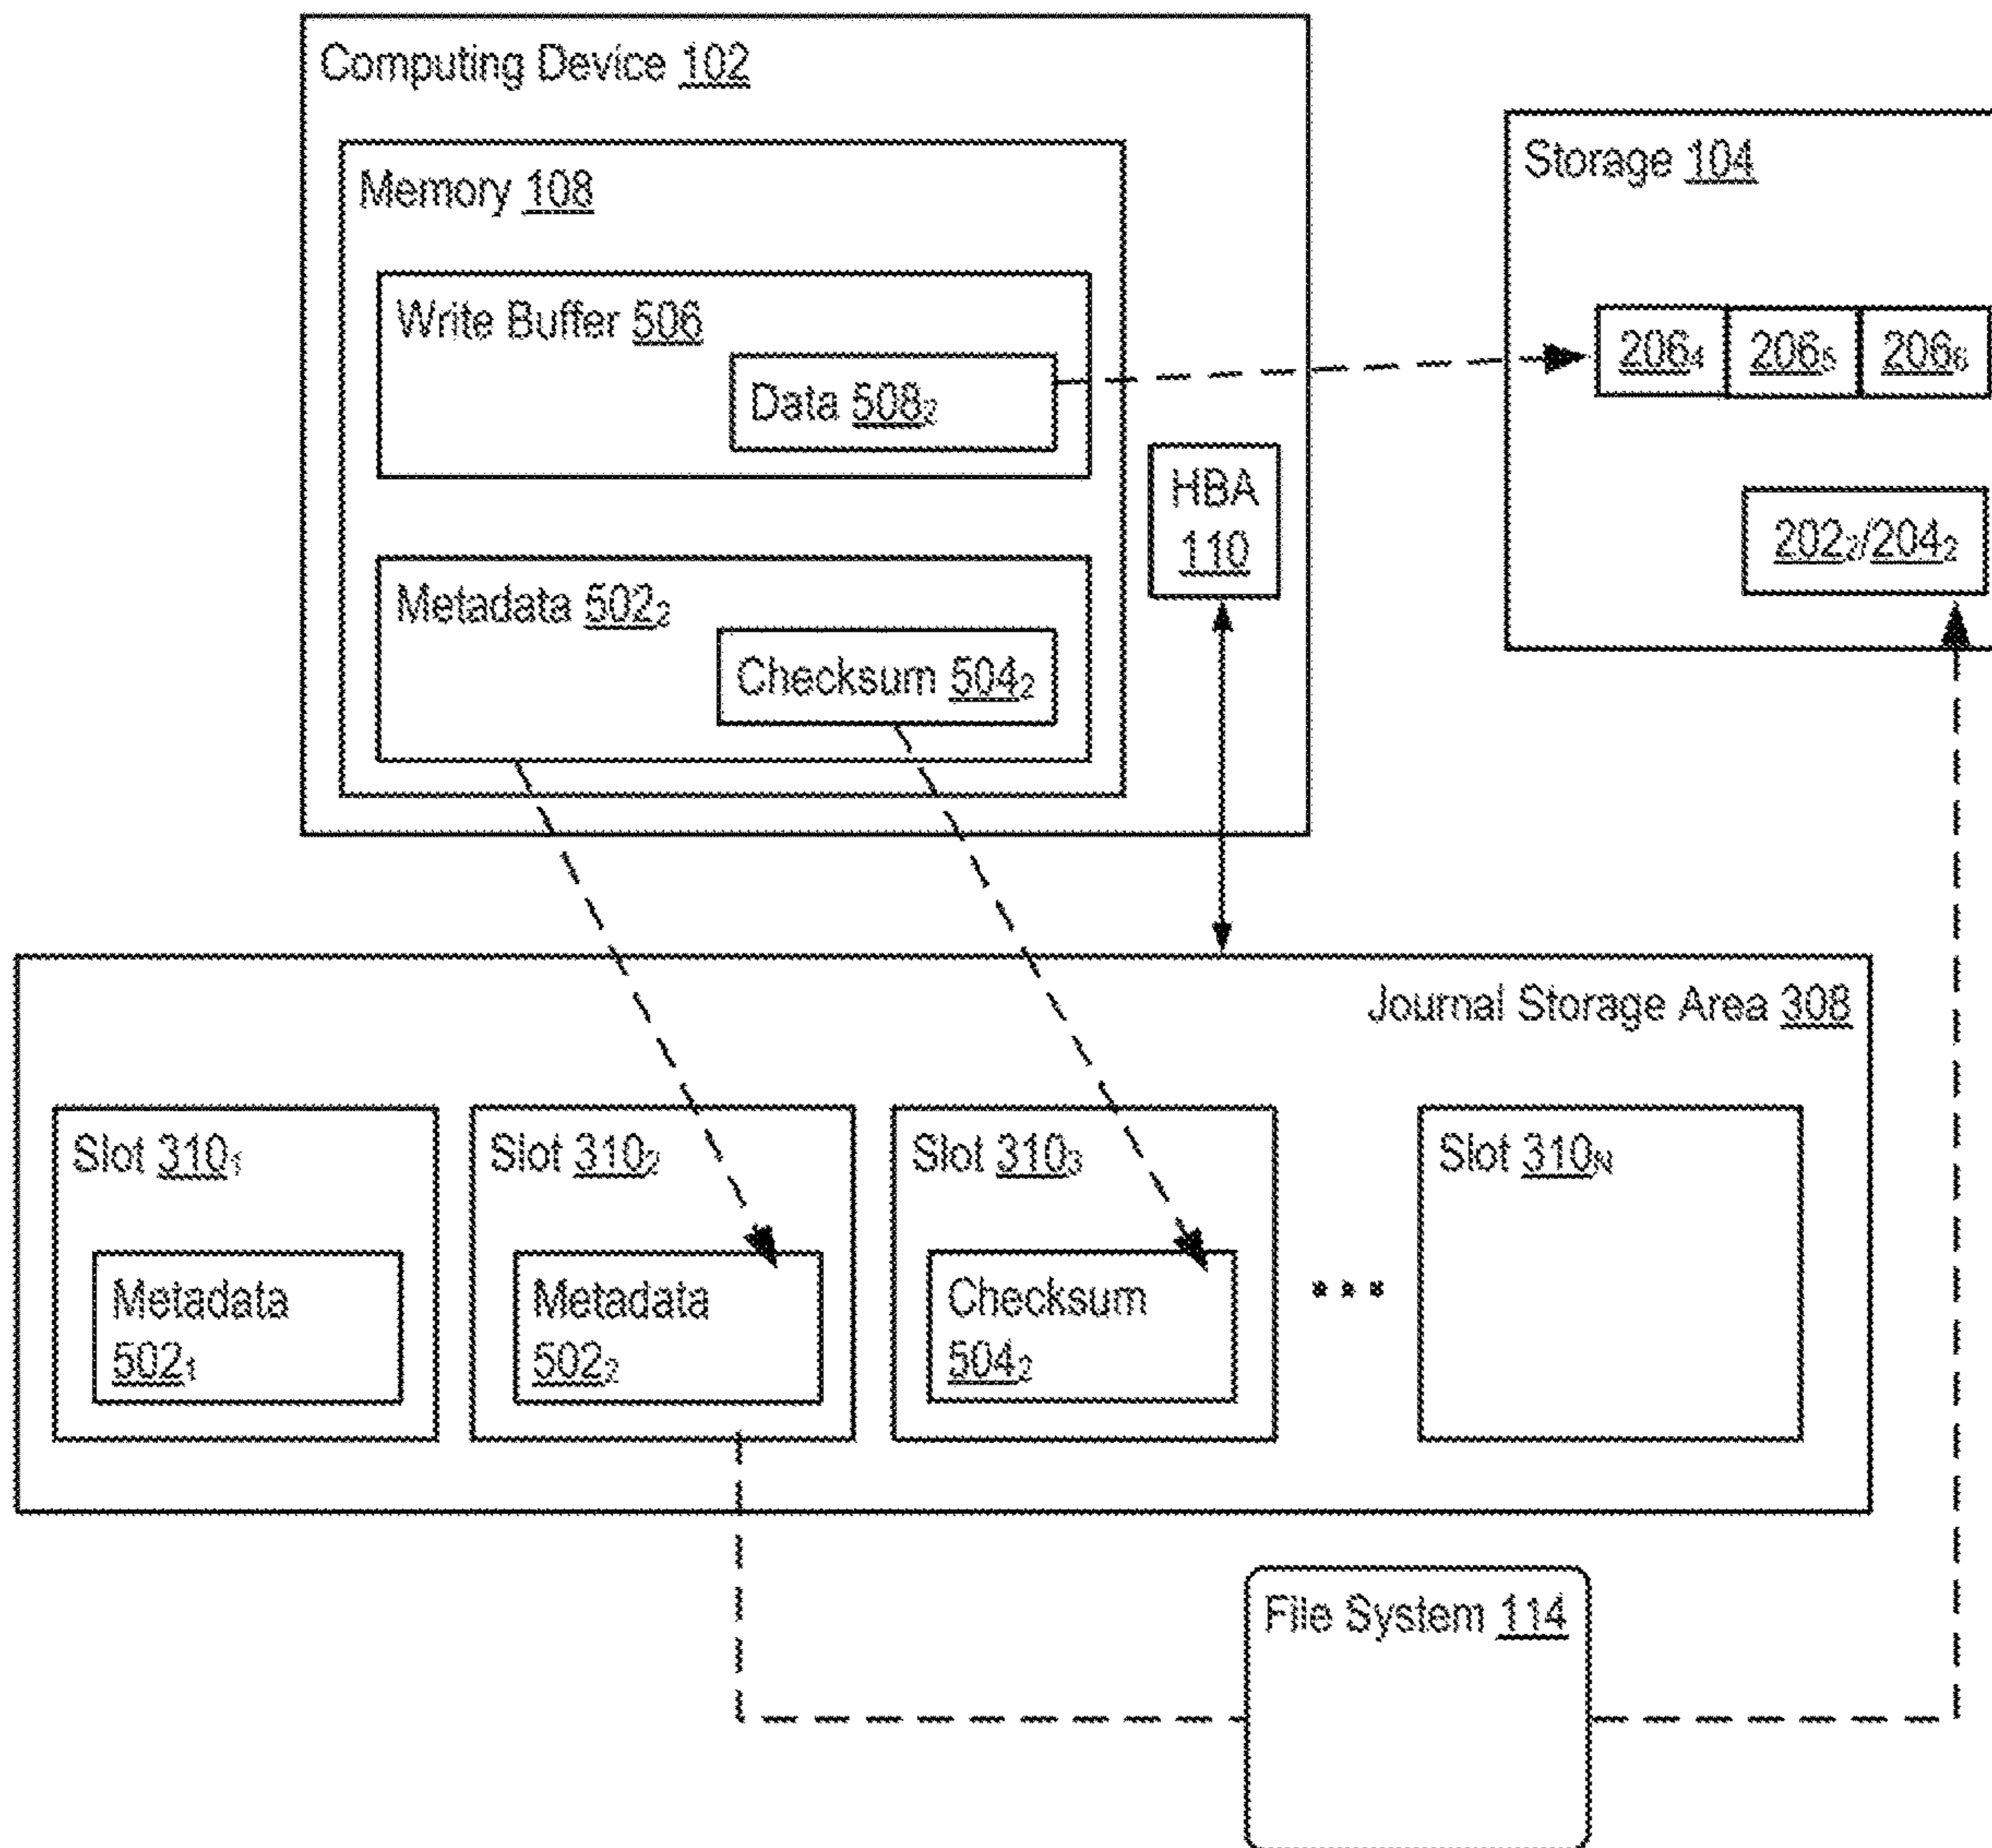 Computing Device 102
Memory 108
Write Buffer 506
Data 508₂
HBA
110
Metadata 502₂
Checksum 504₂
Storage 104
206₄ 206₅ 206₆
202₂/204₂
Journal Storage Area 308
Slot 310₁
Metadata
502₁
Slot 310₂
Metadata
502₂
Slot 310₃
Checksum
504₂
...
Slot 310ₙ
File System 114